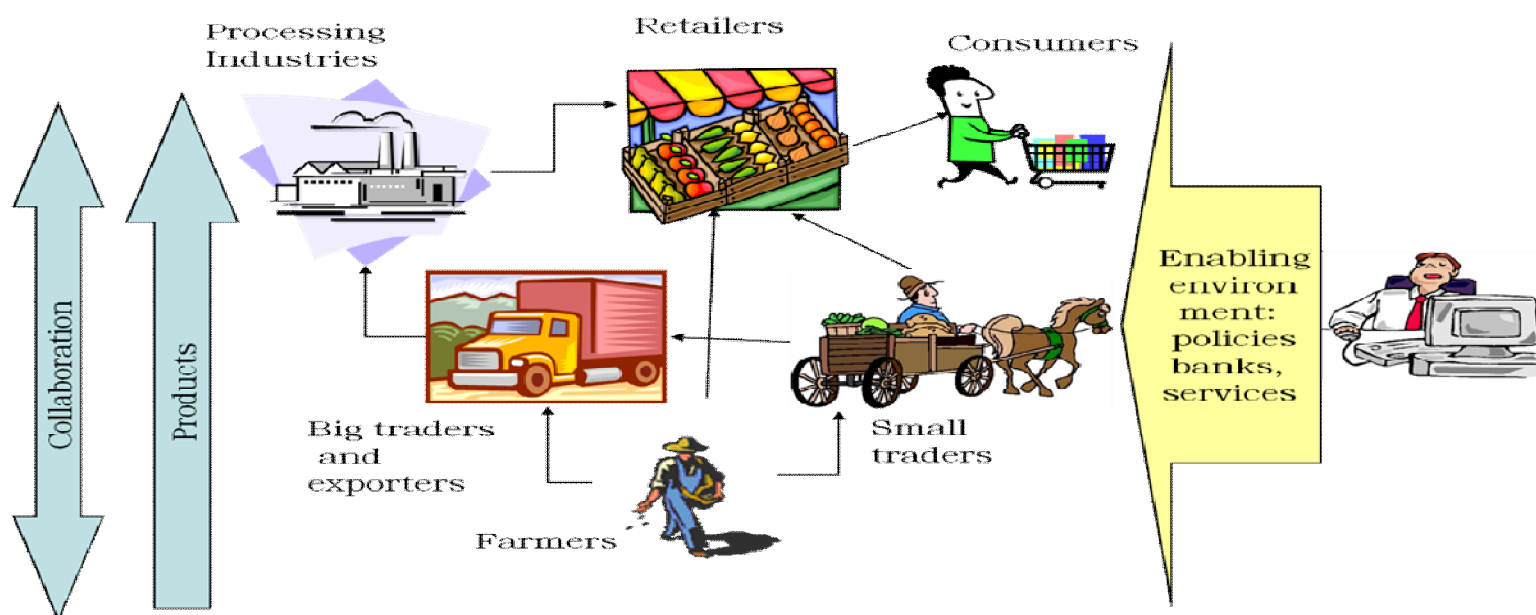 Processing
Industries
Retailers
Consumers
Collaboration
Products
Enabling
environ
ment:
policies
banks,
services
Big traders
and
exporters
Small
traders
Farmers